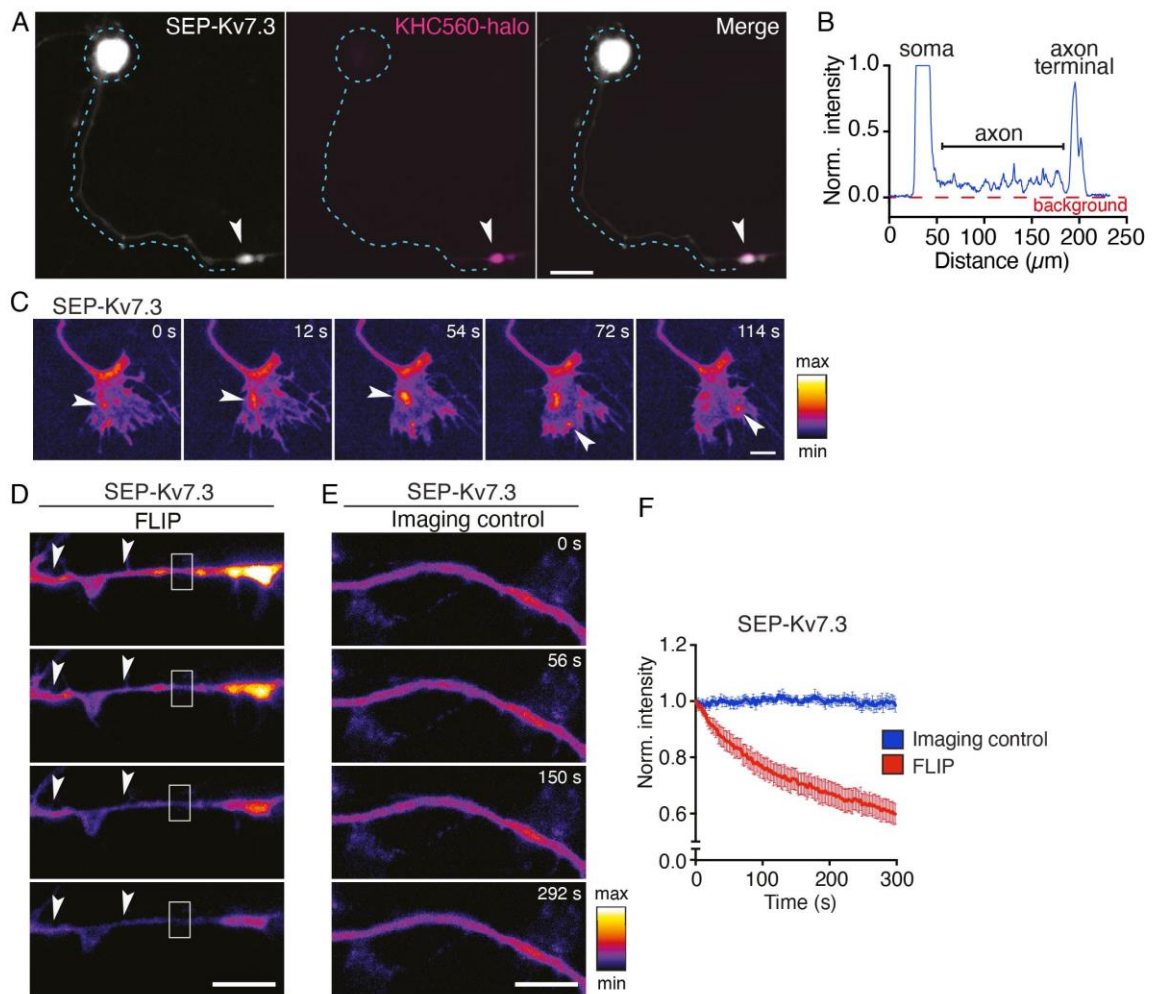 A
SEP-Kv7.3
KHC560-halo
Merge
B
soma
axon
terminal
axon
background
Norm. intensity
1.0
0.5
0.0
0 50 100 150 200 250
Distance (µm)
C
SEP-Kv7.3
0 s
12 s
54 s
72 s
114 s
max
min
D
SEP-Kv7.3
FLIP
E
SEP-Kv7.3
Imaging control
0 s
56 s
150 s
292 s
max
min
F
SEP-Kv7.3
Norm. intensity
1.2
1.0
0.8
0.6
0.0
0 100 200 300
Time (s)
Imaging control
FLIP